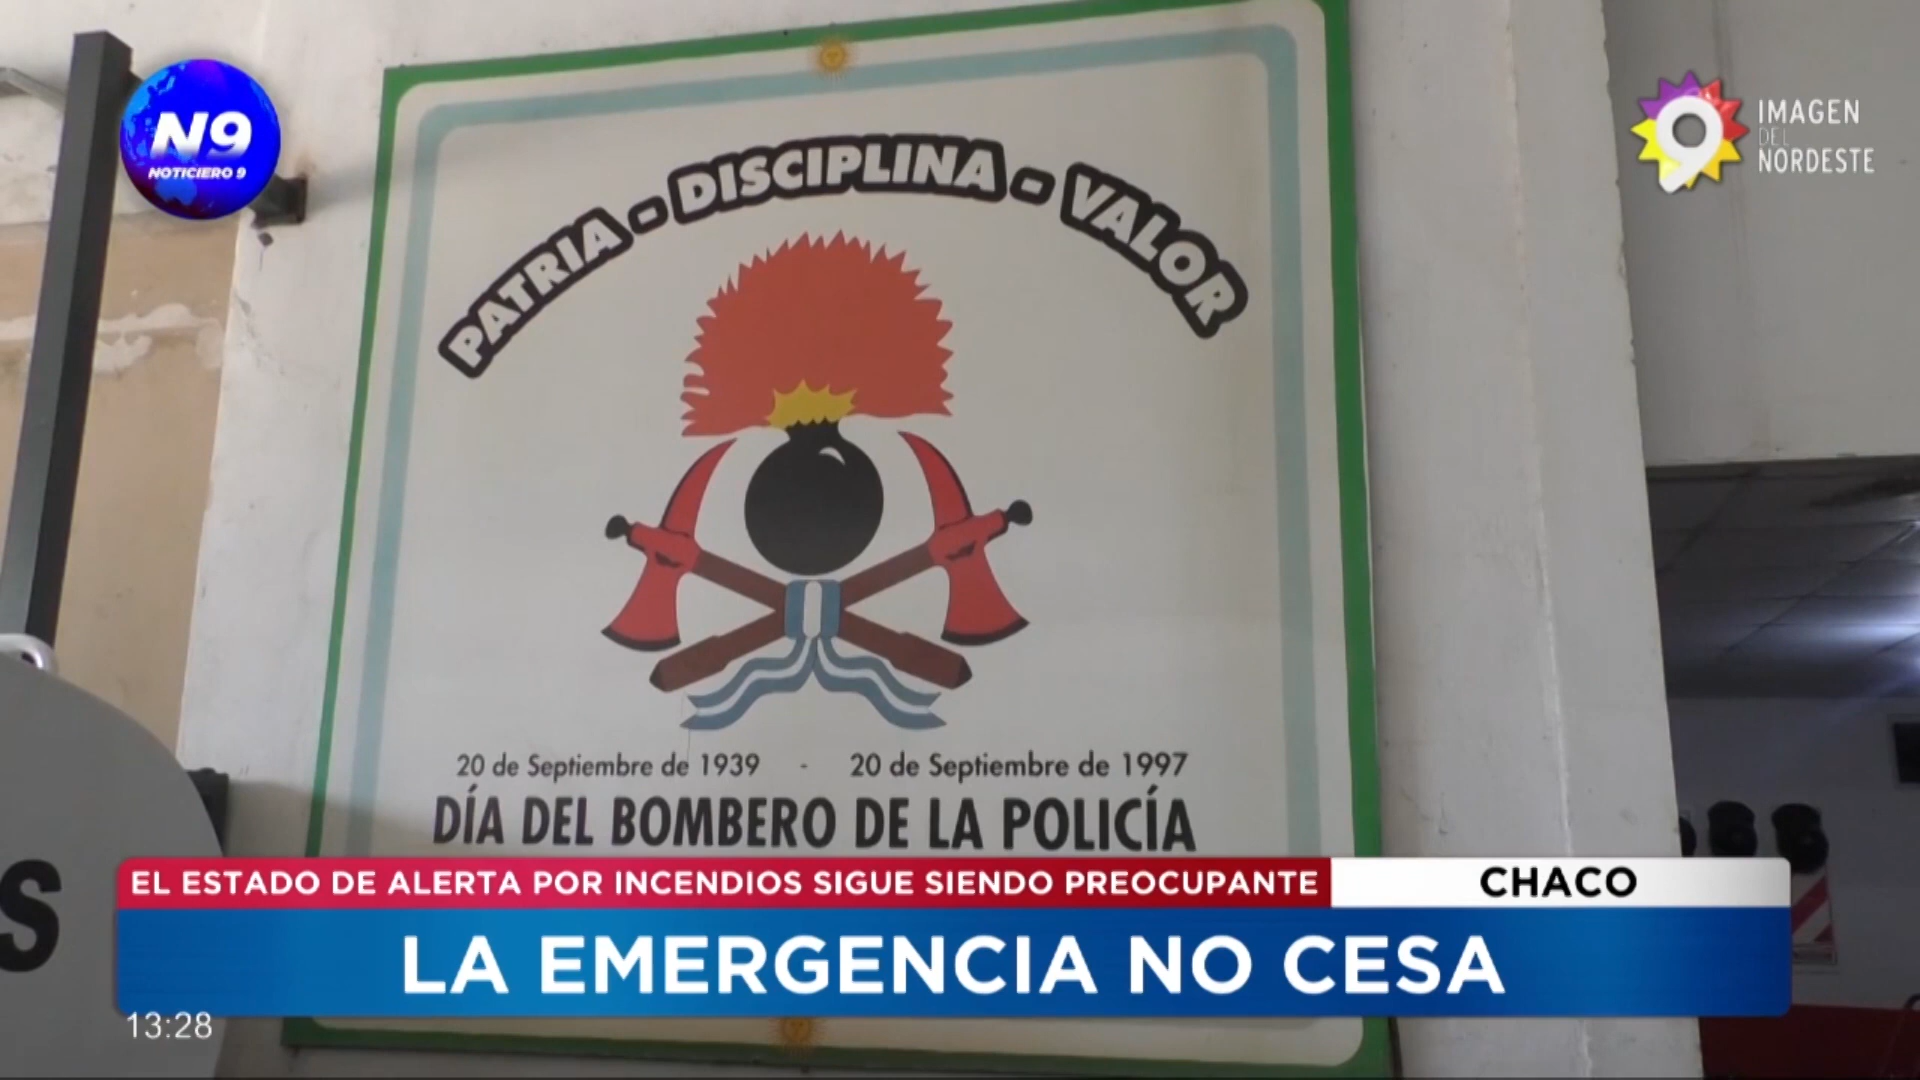 N9
NOTICIERO 9
9
IMAGEN
DEL
NORDESTE
PATRIA - DISCIPLINA - VALOR
20 de Septiembre de 1939 - 20 de Septiembre de 1997
DÍA DEL BOMBERO DE LA POLICÍA
S
EL ESTADO DE ALERTA POR INCENDIOS SIGUE SIENDO PREOCUPANTE
CHACO
LA EMERGENCIA NO CESA
13:28